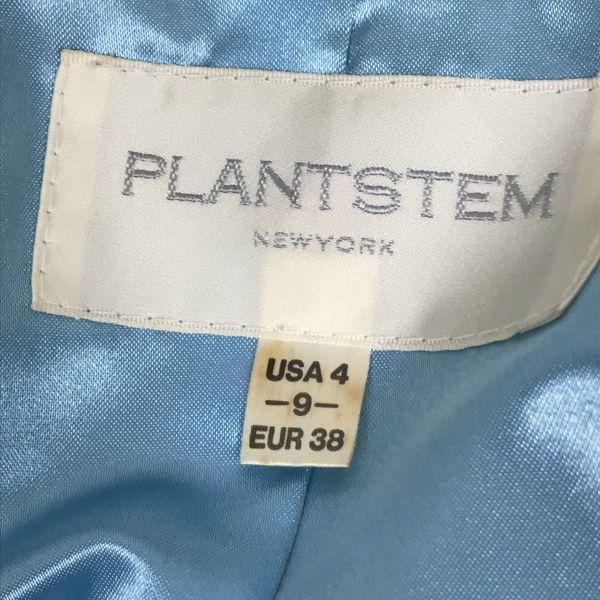 PLANTSTEM
NEWYORK
USA 4
-9-
EUR 38